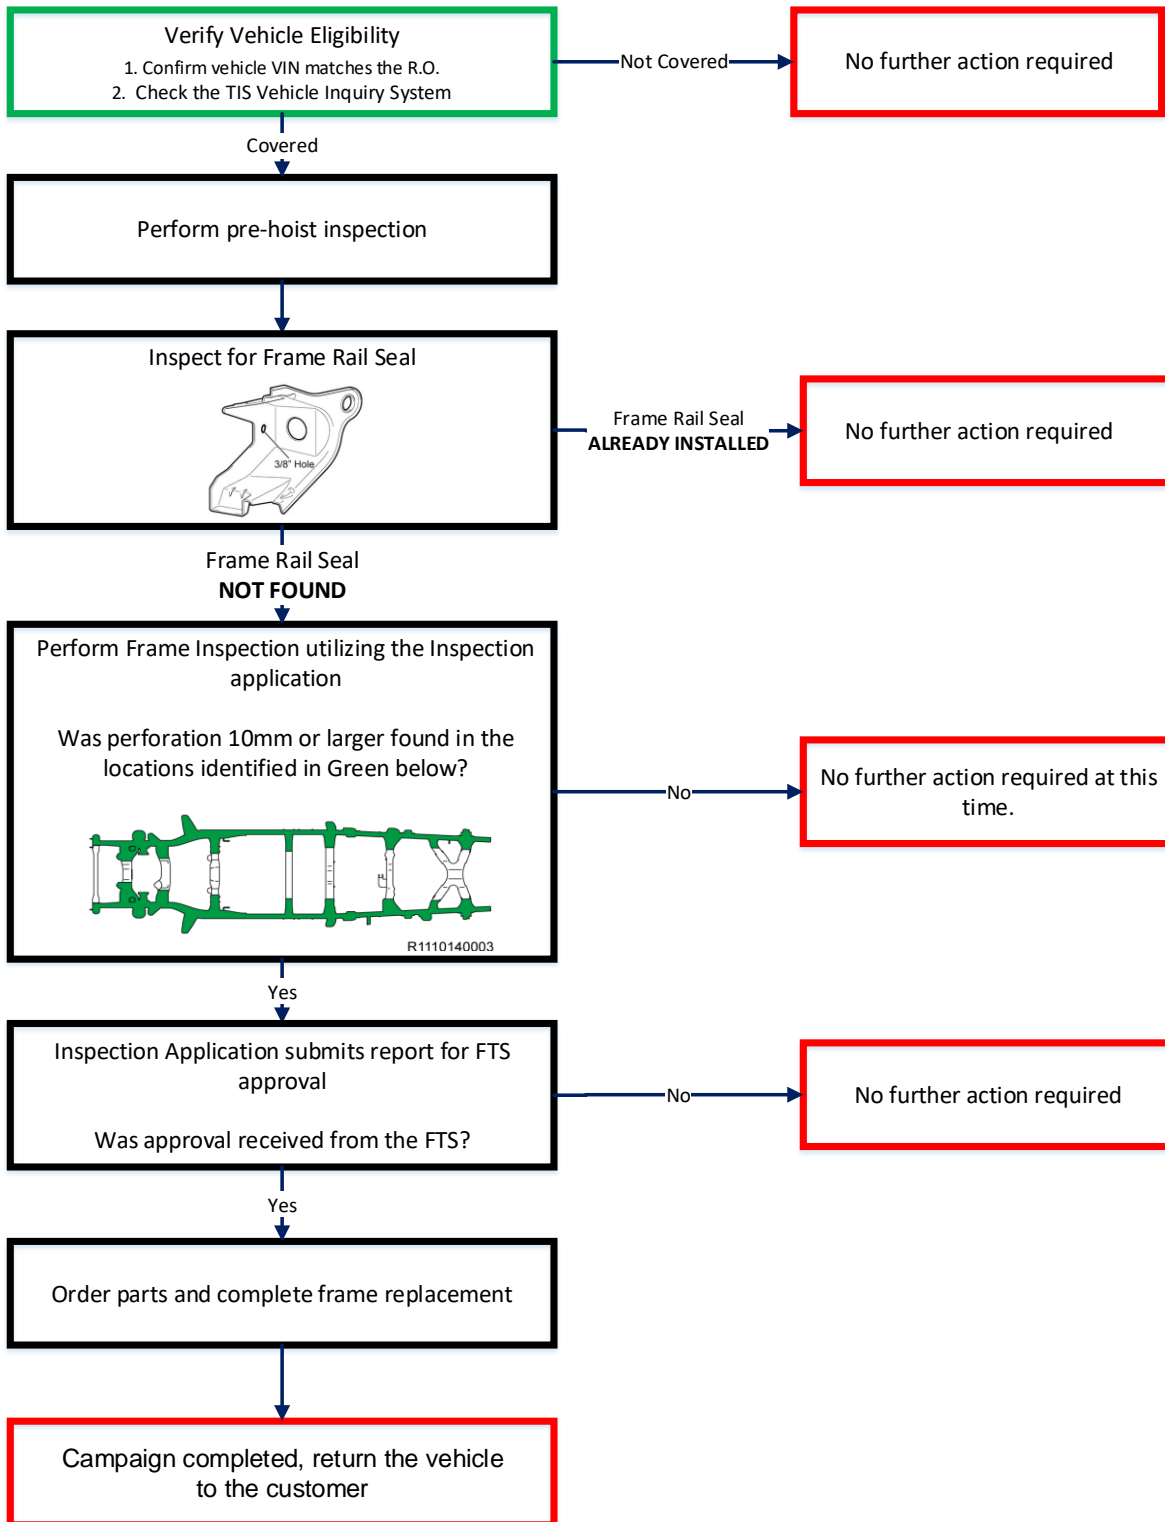 Verify Vehicle Eligibility
1. Confirm vehicle VIN matches the R.O.
2. Check the TIS Vehicle Inquiry System
Not Covered
No further action required
Covered
Perform pre-hoist inspection
Inspect for Frame Rail Seal
3/8" Hole
Frame Rail Seal
ALREADY INSTALLED
No further action required
Frame Rail Seal
NOT FOUND
Perform Frame Inspection utilizing the Inspection
application
Was perforation 10mm or larger found in the
locations identified in Green below?
R1110140003
No
No further action required at this
time.
Yes
Inspection Application submits report for FTS
approval
Was approval received from the FTS?
No
No further action required
Yes
Order parts and complete frame replacement
Campaign completed, return the vehicle
to the customer